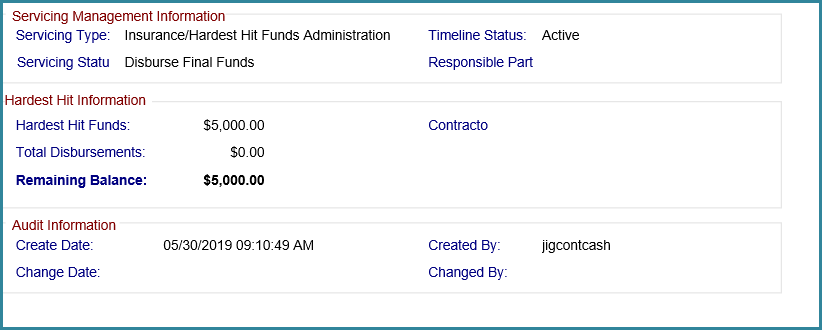 Servicing Management Information
Servicing Type: Insurance/Hardest Hit Funds Administration Timeline Status: Active
Servicing Statu Disburse Final Funds Responsible Part
Hardest Hit Information
Hardest Hit Funds: $5,000.00 Contracto
Total Disbursements: $0.00
Remaining Balance: $5,000.00
Audit Information
Create Date: 05/30/2019 09:10:49 AM Created By: jigcontcash
Change Date: Changed By: